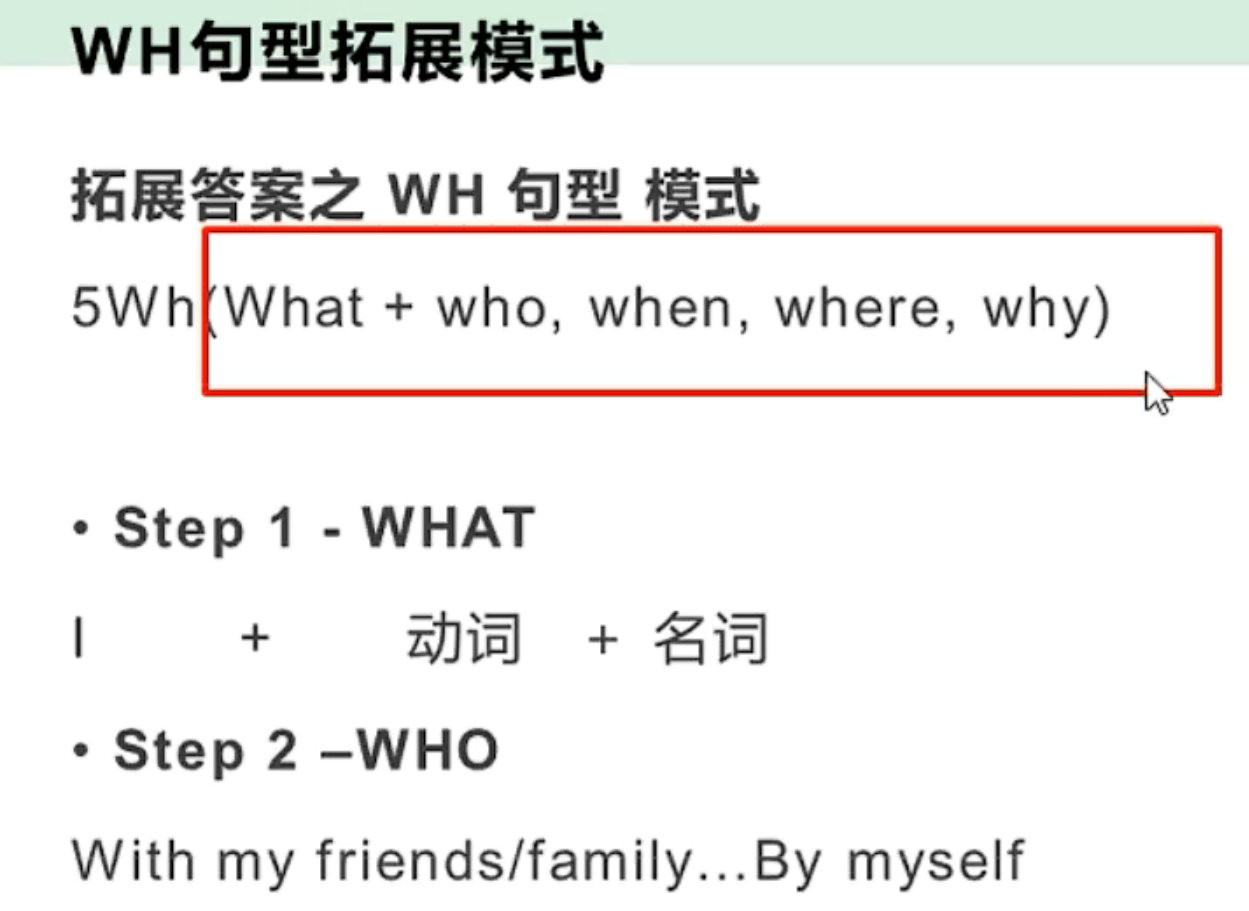 WH句型拓展模式
拓展答案之 WH 句型 模式
5Wh(What + who, when, where, why)
• Step 1 - WHAT
I + 动词 + 名词
• Step 2 –WHO
With my friends/family...By myself